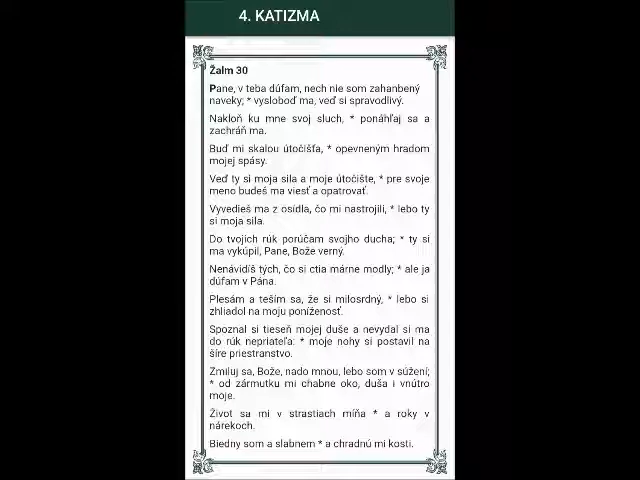 4. KATIZMA
Žalm 30
Pane, v teba dúfam, nech nie som zahanbený
naveky; * vysloboď ma, veď si spravodlivý.
Nakloň ku mne svoj sluch, * ponáhľaj sa a
zachráň ma.
Buď mi skalou útočišťa, * opevneným hradom
mojej spásy.
Veď ty si moja sila a moje útočište, * pre svoje
meno budeš ma viesť a opatrovať.
Vyvedieš ma z osídla, čo mi nastrojili, * lebo ty
si moja sila.
Do tvojich rúk porúčam svojho ducha; * ty si
ma vykúpil, Pane, Bože verný.
Nenávidíš tých, čo si ctia márne modly; * ale ja
dúfam v Pána.
Plesám a teším sa, že si milosrdný, * lebo si
zhliadol na moju poníženosť.
Spoznal si tieseň mojej duše a nevydal si ma
do rúk nepriateľa: * moje nohy si postavil na
šíre priestranstvo.
Zmiluj sa, Bože, nado mnou, lebo som v súžení;
* od zármutku mi chabne oko, duša i vnútro
moje.
Život sa mi v strastiach míňa * a roky v
nárekoch.
Biedny som a slabnem * a chradnú mi kosti.